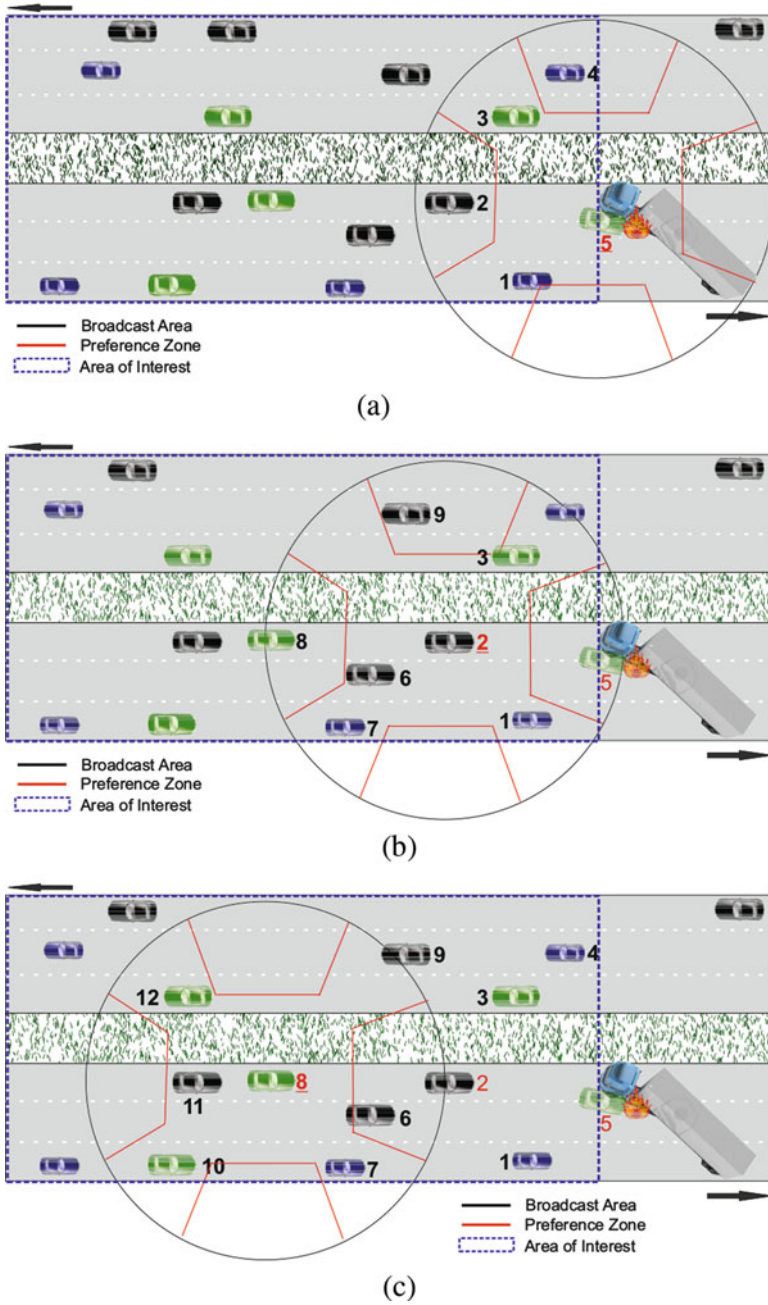 4
3
2
5
1
Broadcast Area
Preference Zone
Area of Interest
(a)
9
3
8
2
6
5
7
1
Broadcast Area
Preference Zone
Area of Interest
(b)
9
4
12
3
8
2
11
6
5
10
7
1
Broadcast Area
Preference Zone
Area of Interest
(c)